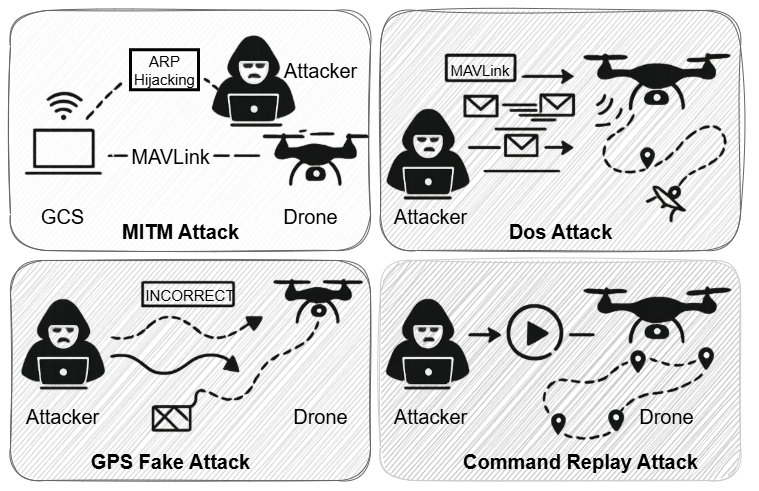 ARP
Hijacking
Attacker
MAVLink
GCS
Drone
MITM Attack
MAVLink
Attacker
Dos Attack
INCORRECT
Attacker
Drone
GPS Fake Attack
Attacker
Drone
Command Replay Attack